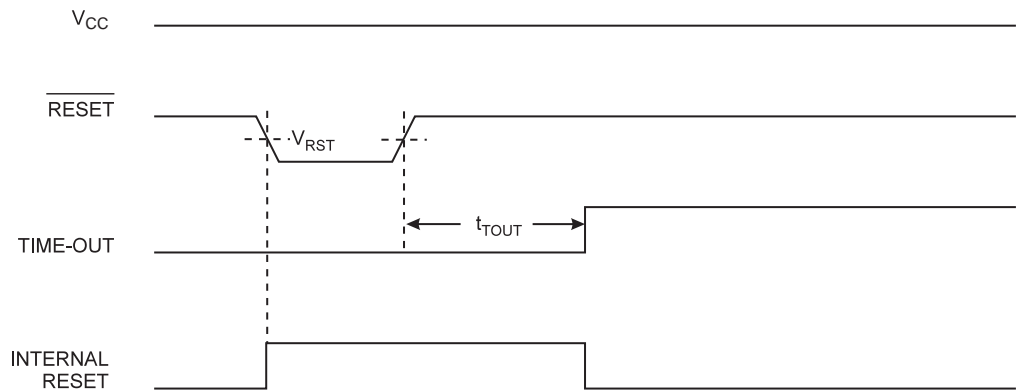 VCC
RESET
VRST
tTOUT
TIME-OUT
INTERNAL
RESET